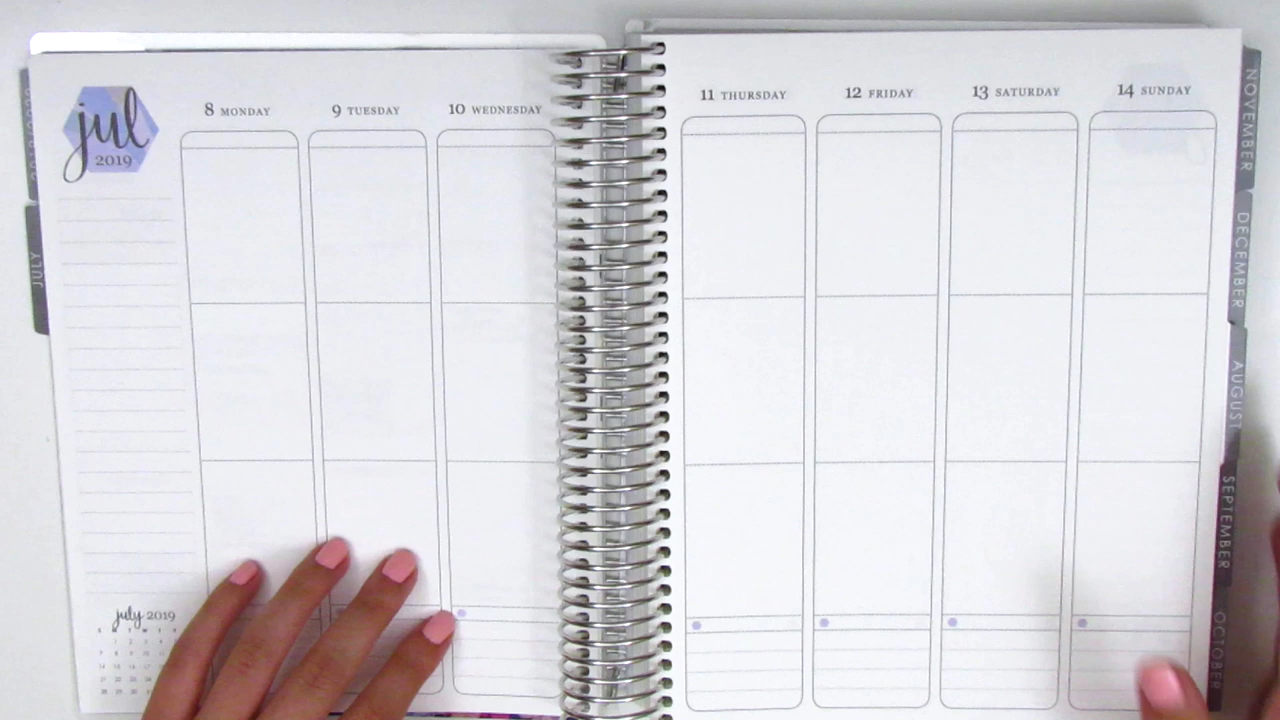 jul
2019
8 MONDAY
9 TUESDAY
10 WEDNESDAY
11 THURSDAY
12 FRIDAY
13 SATURDAY
14 SUNDAY
JULY
july 2019
NOVEMBER
DECEMBER
AUGUST
SEPTEMBER
OCTOBER